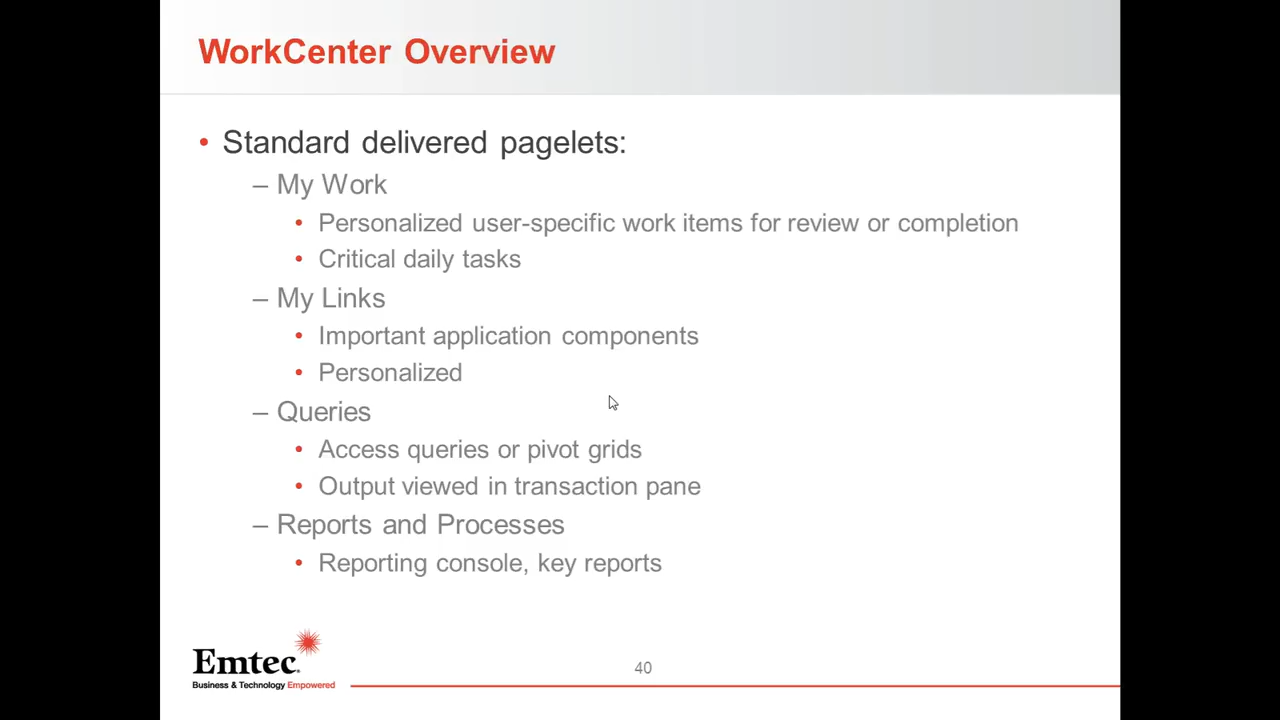 WorkCenter Overview
• Standard delivered pagelets:
– My Work
• Personalized user-specific work items for review or completion
• Critical daily tasks
– My Links
• Important application components
• Personalized
– Queries
• Access queries or pivot grids
• Output viewed in transaction pane
– Reports and Processes
• Reporting console, key reports
Emtec.
Business & Technology Empowered
40